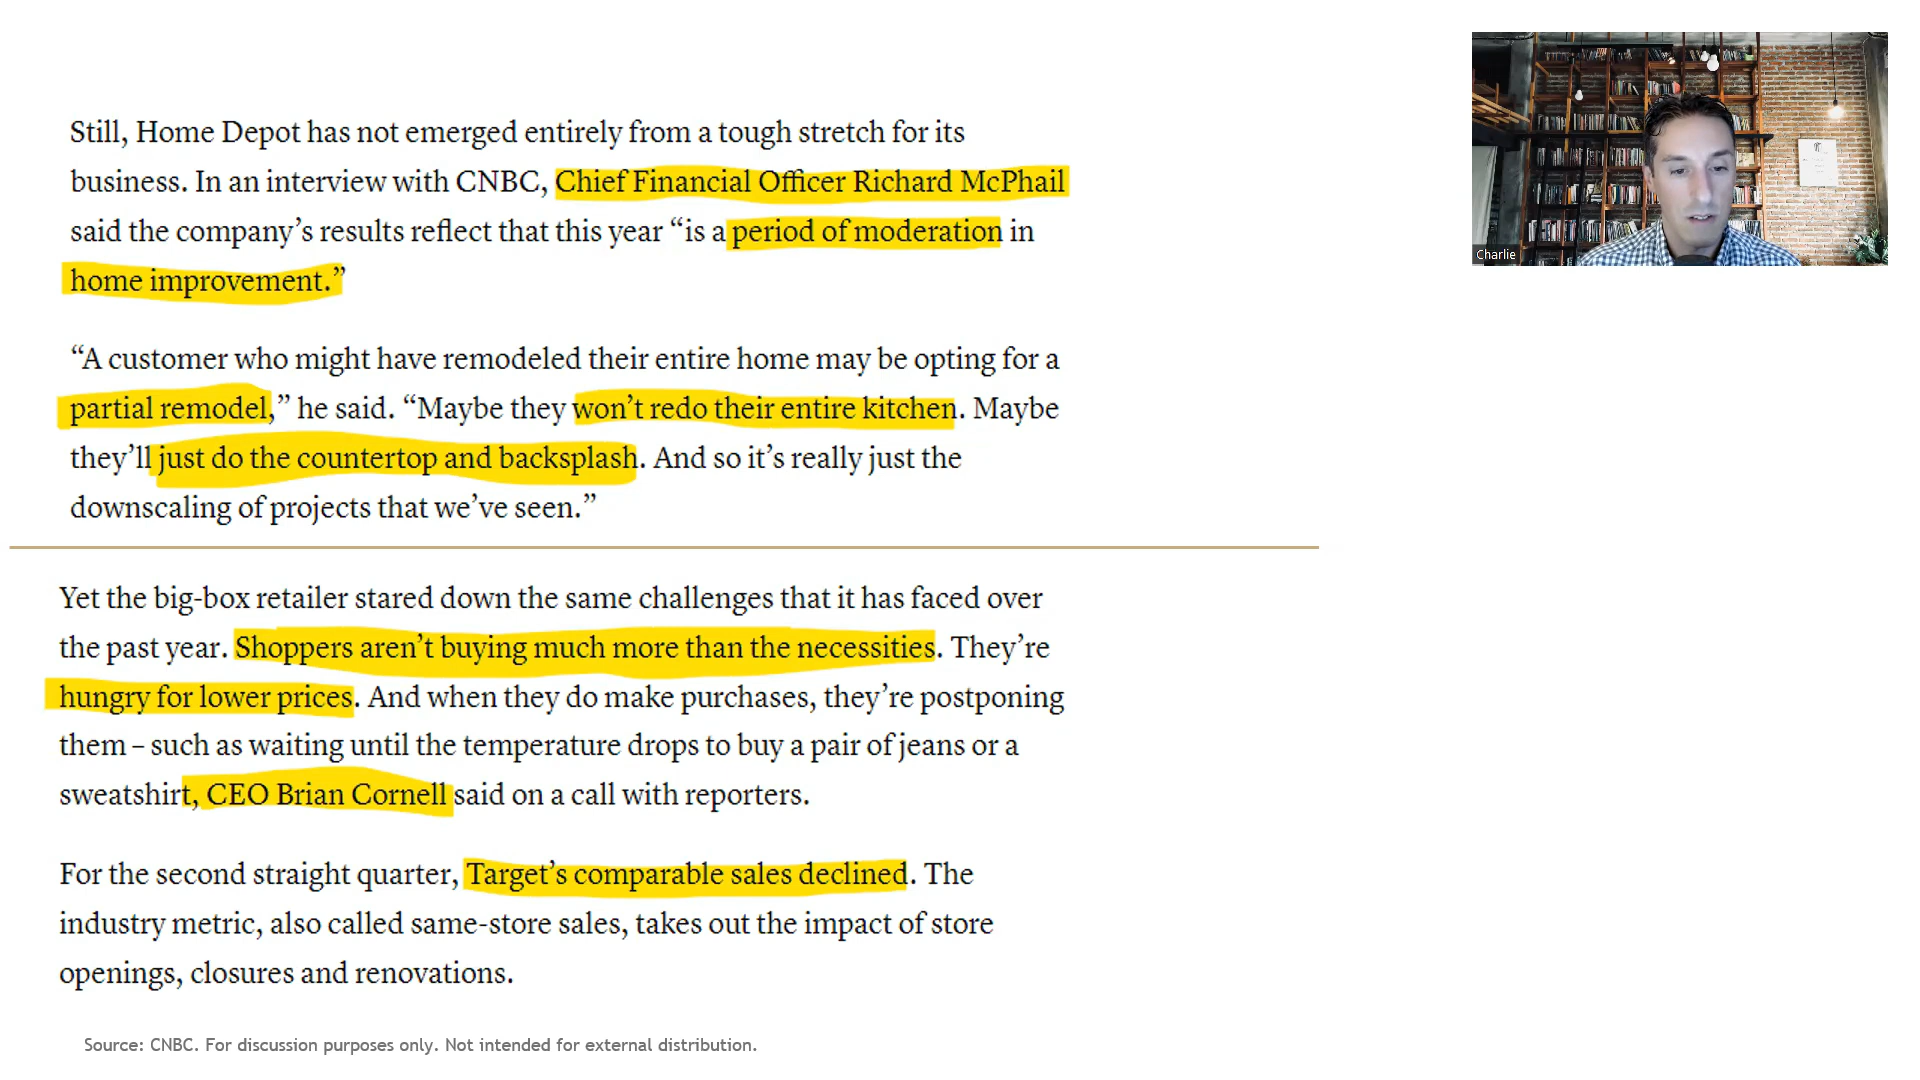 Still, Home Depot has not emerged entirely from a tough stretch for its
business. In an interview with CNBC, Chief Financial Officer Richard McPhail
said the company’s results reflect that this year “is a period of moderation in
home improvement.”
“A customer who might have remodeled their entire home may be opting for a
partial remodel,” he said. “Maybe they won’t redo their entire kitchen. Maybe
they’ll just do the countertop and backsplash. And so it’s really just the
downscaling of projects that we’ve seen.”
Yet the big-box retailer stared down the same challenges that it has faced over
the past year. Shoppers aren’t buying much more than the necessities. They’re
hungry for lower prices. And when they do make purchases, they’re postponing
them – such as waiting until the temperature drops to buy a pair of jeans or a
sweatshirt, CEO Brian Cornell said on a call with reporters.
For the second straight quarter, Target’s comparable sales declined. The
industry metric, also called same-store sales, takes out the impact of store
openings, closures and renovations.
Source: CNBC. For discussion purposes only. Not intended for external distribution.
Charlie